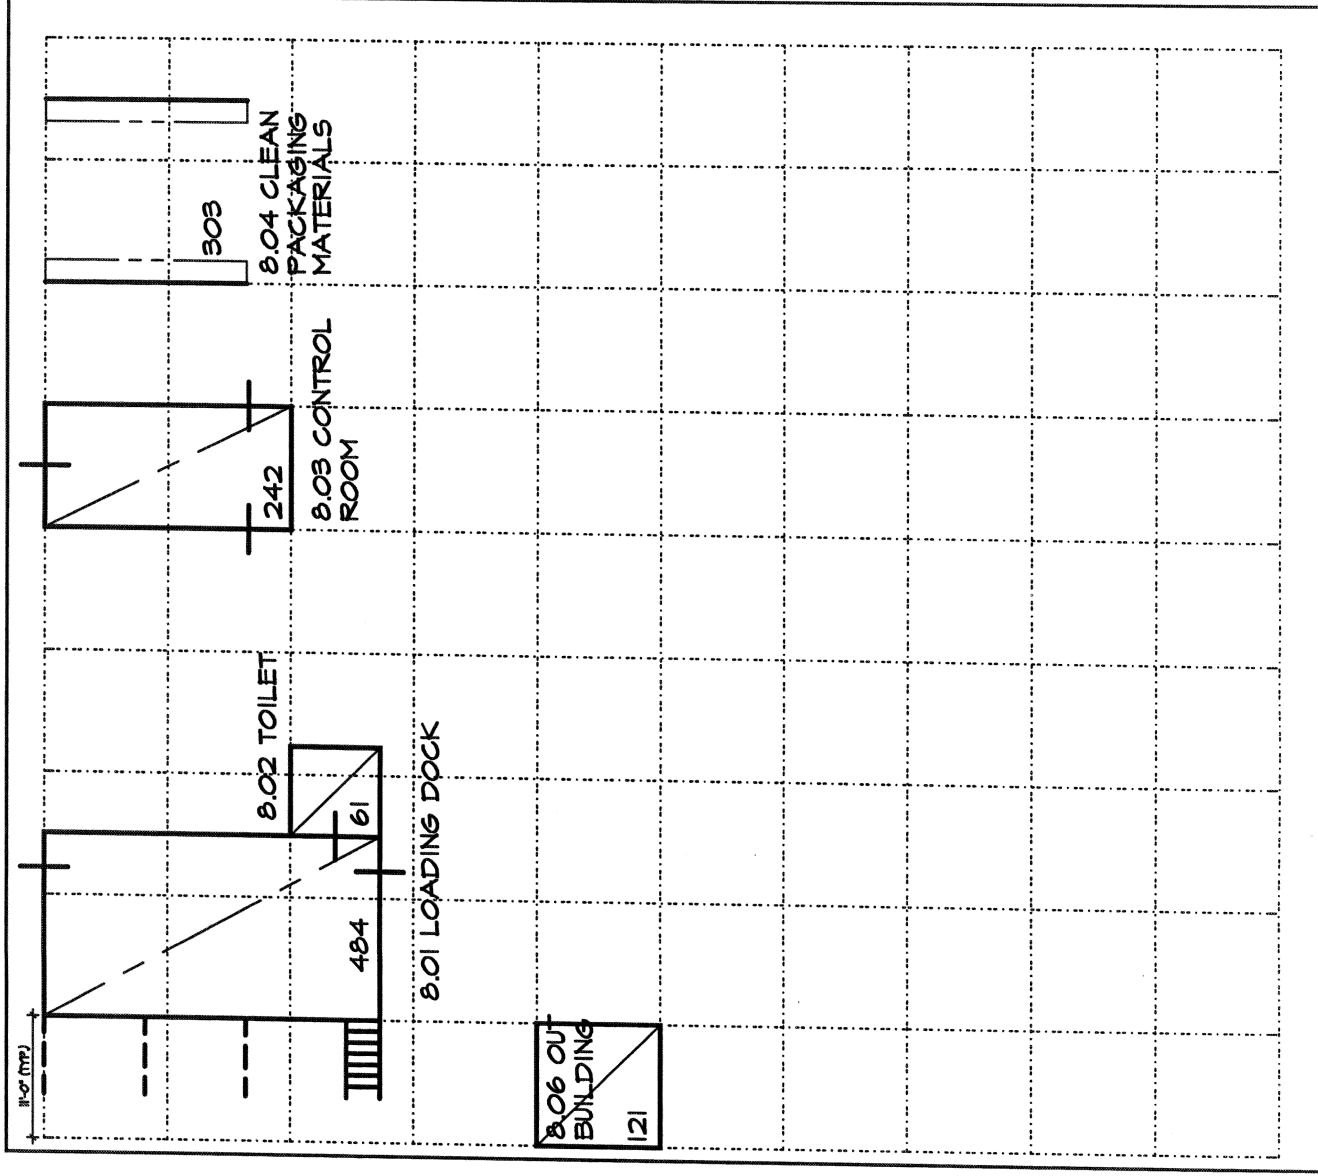 11'-0" (TYP.)
8.02 TOILET
484
61
8.01 LOADING DOCK
242
8.03 CONTROL
ROOM
303
8.04 CLEAN
PACKAGING
MATERIALS
8.06 OUT
BUILDING
121